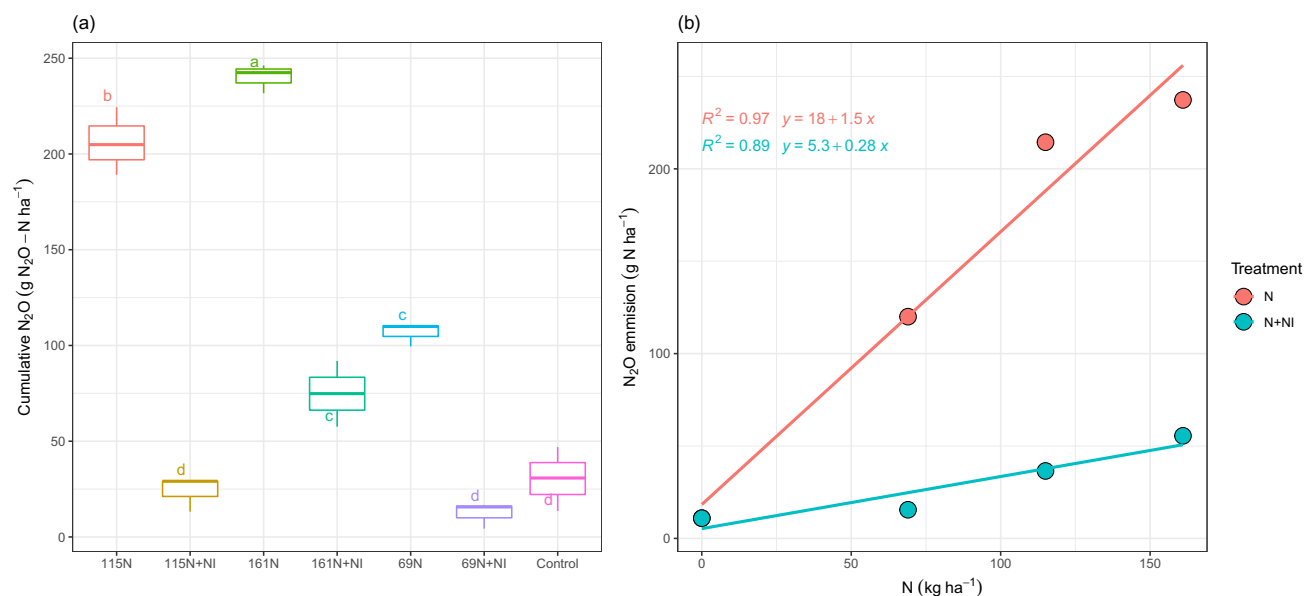 (a)
250
200
150
100
50
0
Cumulative N₂O (g N₂O − N ha⁻¹)
b
d
a
c
c
d
d
115N 115N+NI 161N 161N+NI 69N 69N+NI Control
(b)
R² = 0.97 y = 18 + 1.5 x
R² = 0.89 y = 5.3 + 0.28 x
200
100
0
N₂O emmision (g N ha⁻¹)
0 50 100 150
N (kg ha⁻¹)
Treatment
N
N+NI